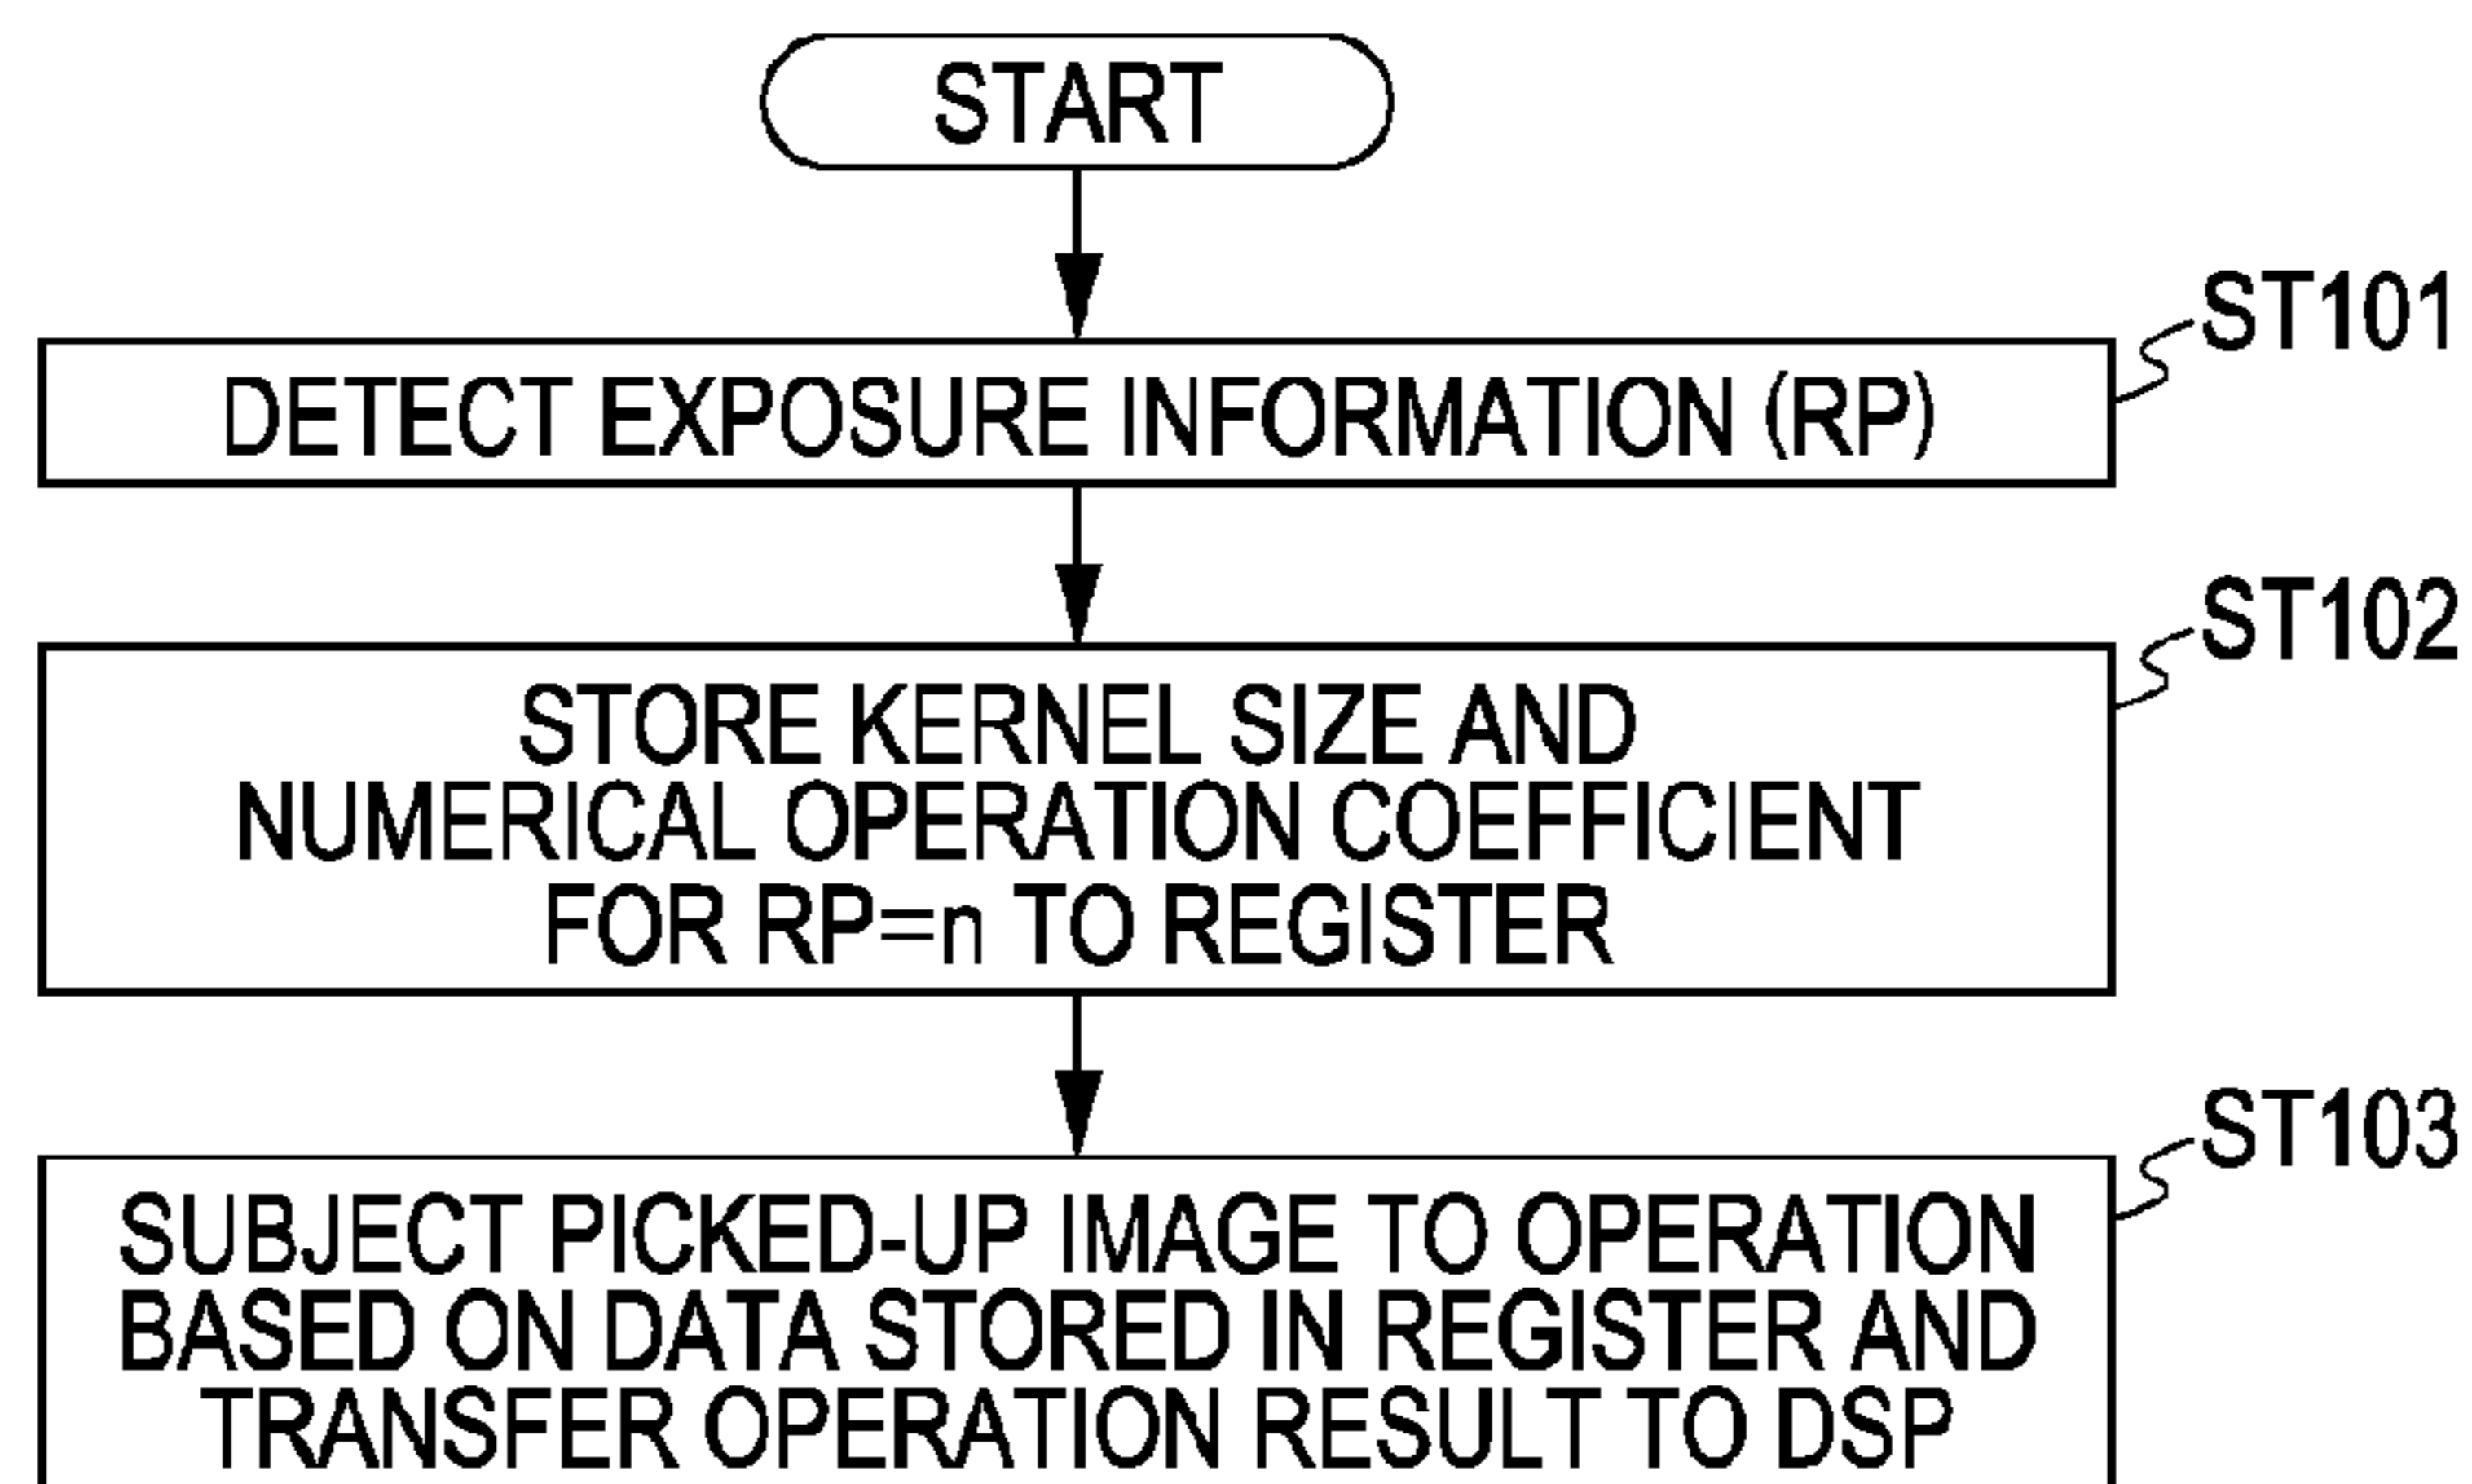 START
ST101
DETECT EXPOSURE INFORMATION (RP)
ST102
STORE KERNEL SIZE AND
NUMERICAL OPERATION COEFFICIENT
FOR RP=n TO REGISTER
ST103
SUBJECT PICKED-UP IMAGE TO OPERATION
BASED ON DATA STORED IN REGISTER AND
TRANSFER OPERATION RESULT TO DSP